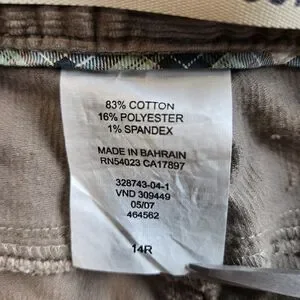 83% COTTON
16% POLYESTER
1% SPANDEX
MADE IN BAHRAIN
RN54023 CA17897
328743-04-1
VND 309449
05/07
464562
14R